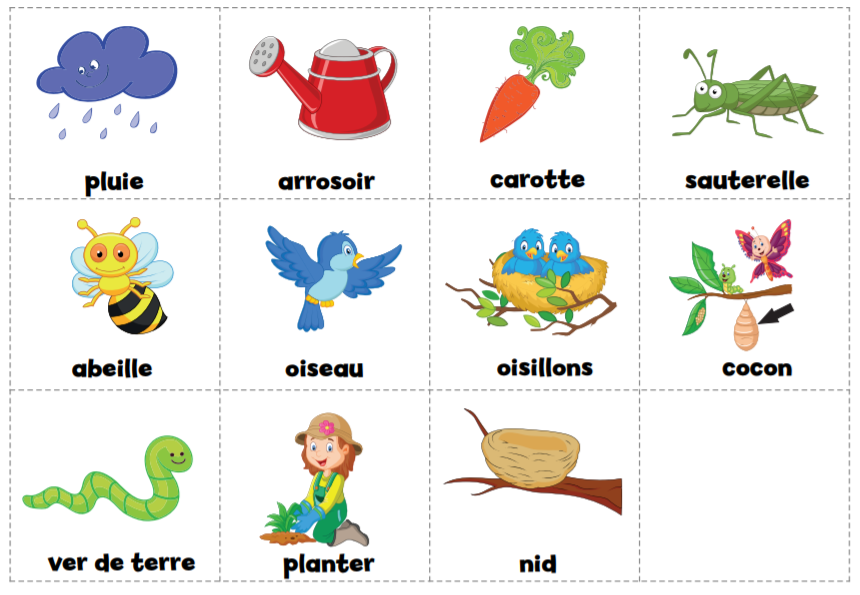 pluie
arrosoir
carotte
sauterelle
abeille
oiseau
oisillons
cocon
ver de terre
planter
nid